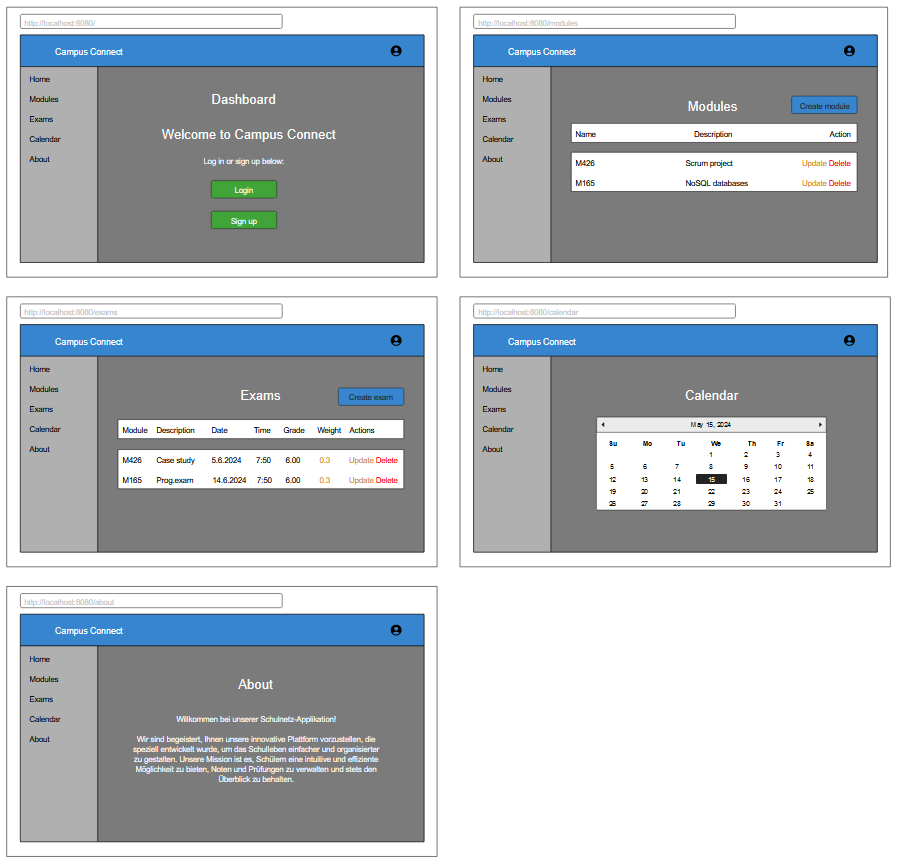 http://localhost:8080/
Campus Connect
Home
Modules
Exams
Calendar
About
Dashboard
Welcome to Campus Connect
Log in or sign up below:
Login
Sign up
http://localhost:8080/modules
Campus Connect
Home
Modules
Exams
Calendar
About
Modules
Create module
Name Description Action
M426 Scrum project Update Delete
M165 NoSQL databases Update Delete
http://localhost:8080/exams
Campus Connect
Home
Modules
Exams
Calendar
About
Exams
Create exam
Module Description Date Time Grade Weight Actions
M426 Case study 5.6.2024 7:50 6.00 0.3 Update Delete
M165 Prog.exam 14.6.2024 7:50 6.00 0.3 Update Delete
http://localhost:8080/calendar
Campus Connect
Home
Modules
Exams
Calendar
About
Calendar
May 15, 2024
Su Mo Tu We Th Fr Sa
1 2 3 4
5 6 7 8 9 10 11
12 13 14 15 16 17 18
19 20 21 22 23 24 25
26 27 28 29 30 31
http://localhost:8080/about
Campus Connect
Home
Modules
Exams
Calendar
About
About
Willkommen bei unserer Schulnetz-Applikation!
Wir sind begeistert, Ihnen unsere innovative Plattform vorzustellen, die
speziell entwickelt wurde, um das Schulleben einfacher und organisierter
zu gestalten. Unsere Mission ist es, Schülern eine intuitive und effiziente
Möglichkeit zu bieten, Noten und Prüfungen zu verwalten und stets den
Überblick zu behalten.